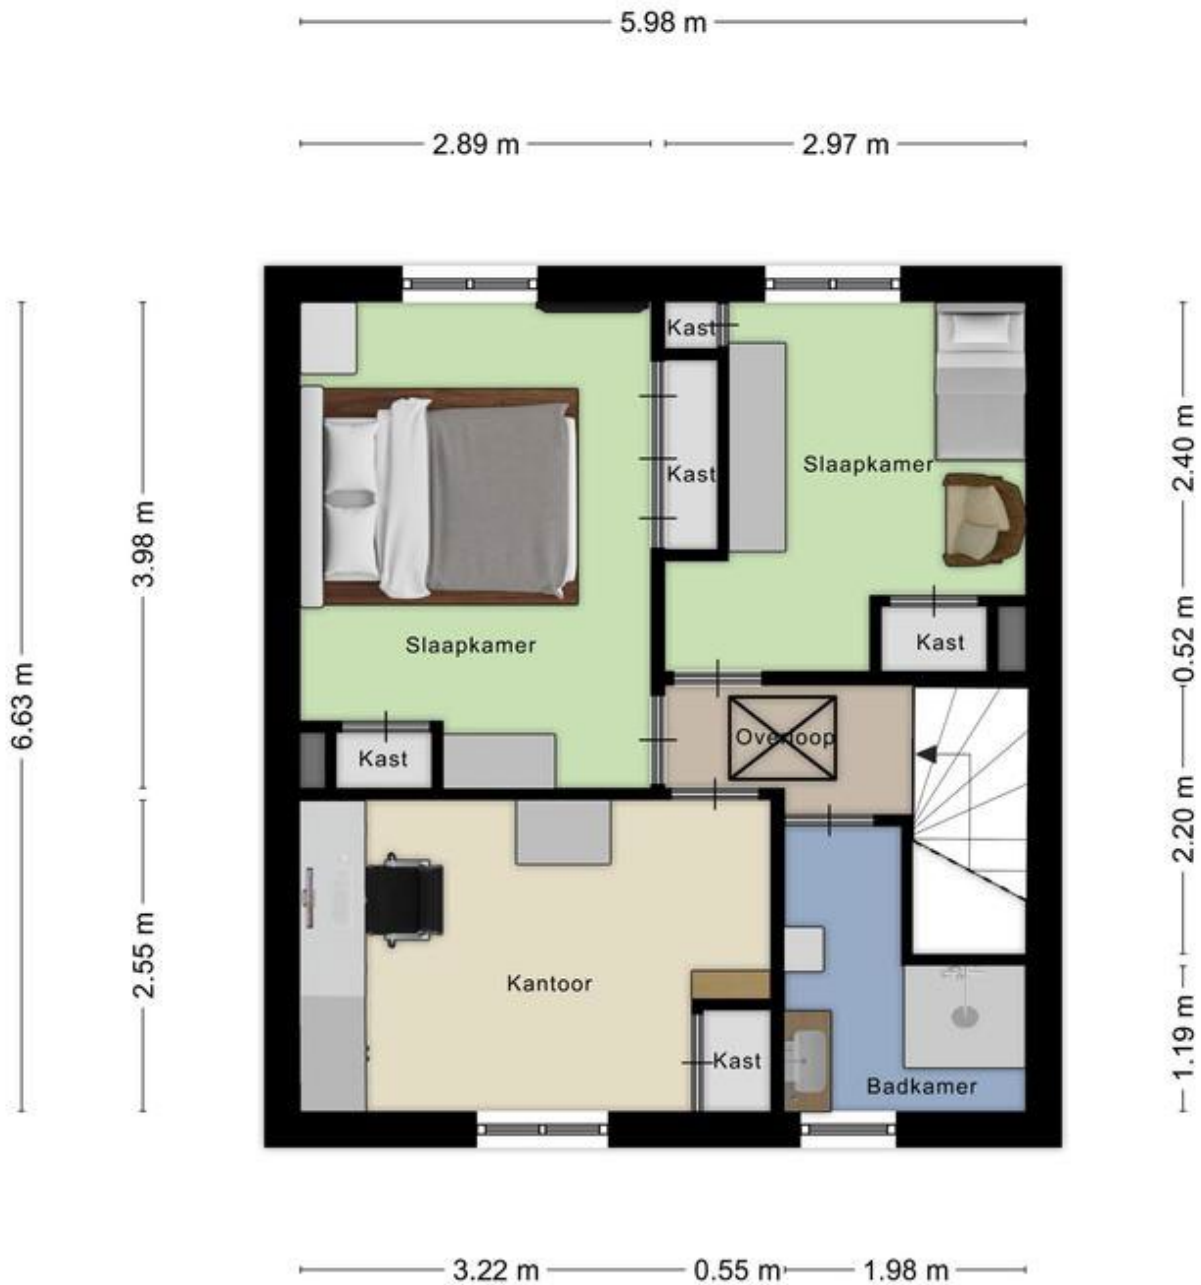 5.98 m
2.89 m
2.97 m
Kast
Kast
Slaapkamer
2.40 m
3.98 m
Slaapkamer
Kast
0.52 m
6.63 m
Kast
Overloop
2.20 m
2.55 m
Kantoor
Kast
Badkamer
1.19 m
3.22 m
0.55 m
1.98 m